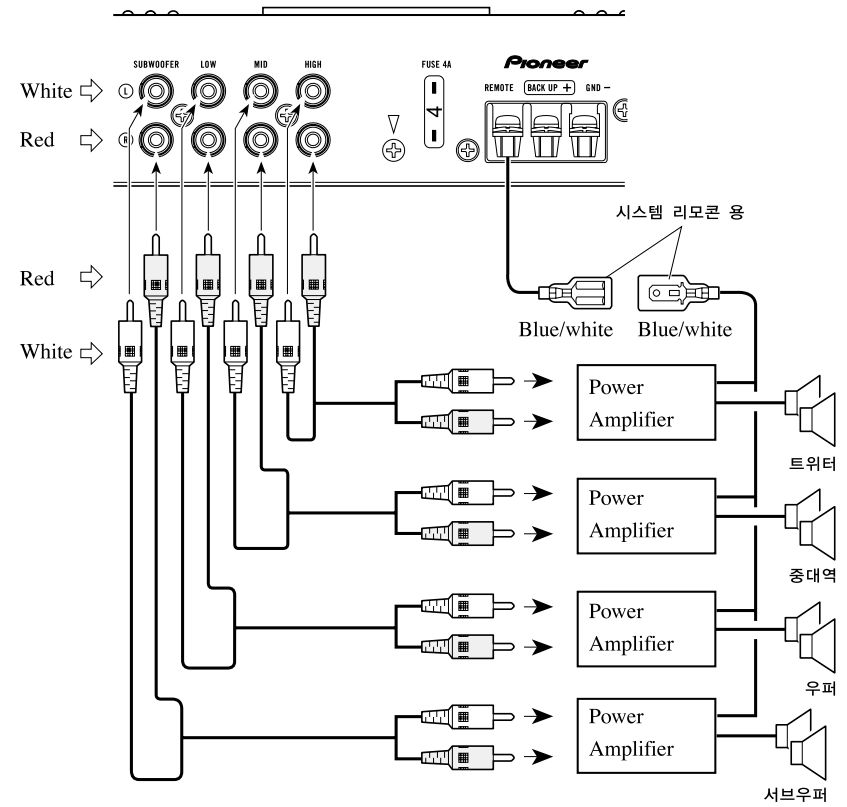 SUBWOOFER LOW MID HIGH
FUSE 4A
4
Pioneer
REMOTE BACK UP + GND −
White
L
Red
R
시스템 리모콘 용
Red
White
Blue/white Blue/white
Power
Amplifier
트위터
Power
Amplifier
중대역
Power
Amplifier
우퍼
Power
Amplifier
서브우퍼